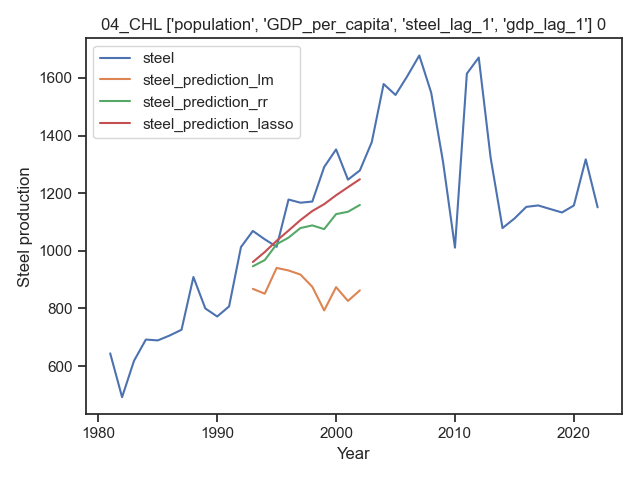 04_CHL ['population', 'GDP_per_capita', 'steel_lag_1', 'gdp_lag_1'] 0
steel
steel_prediction_lm
steel_prediction_rr
steel_prediction_lasso
1600
1400
1200
1000
800
600
Steel production
1980 1990 2000 2010 2020
Year